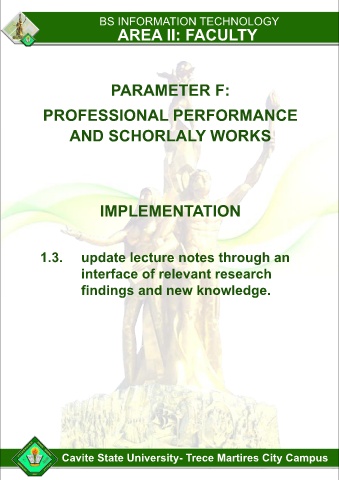 BS INFORMATION TECHNOLOGY
AREA II: FACULTY
PARAMETER F:
PROFESSIONAL PERFORMANCE
AND SCHORLALY WORKS
IMPLEMENTATION
1.3. update lecture notes through an
interface of relevant research
findings and new knowledge.
Cavite State University- Trece Martires City Campus